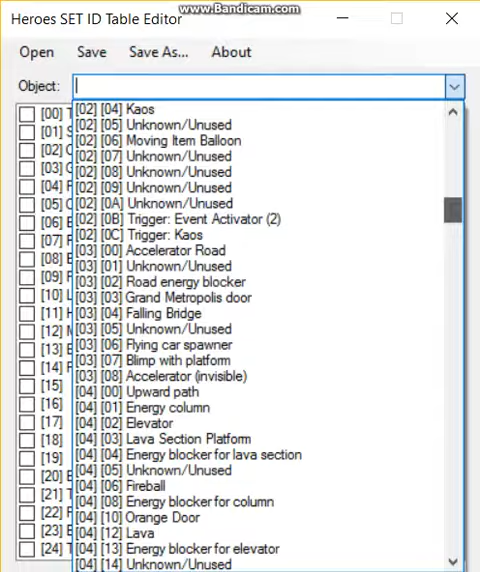 www.Bandicam.com
Heroes SET ID Table Editor
Open Save Save As... About
Object:
[02] [04] Kaos
[02] [05] Unknown/Unused
[02] [06] Moving Item Balloon
[02] [07] Unknown/Unused
[02] [08] Unknown/Unused
[02] [09] Unknown/Unused
[02] [0A] Unknown/Unused
[02] [0B] Trigger: Event Activator (2)
[02] [0C] Trigger: Kaos
[03] [00] Accelerator Road
[03] [01] Unknown/Unused
[03] [02] Road energy blocker
[03] [03] Grand Metropolis door
[03] [04] Falling Bridge
[03] [05] Unknown/Unused
[03] [06] Flying car spawner
[03] [07] Blimp with platform
[03] [08] Accelerator (invisible)
[04] [00] Upward path
[04] [01] Energy column
[04] [02] Elevator
[04] [03] Lava Section Platform
[04] [04] Energy blocker for lava section
[04] [05] Unknown/Unused
[04] [06] Fireball
[04] [08] Energy blocker for column
[04] [10] Orange Door
[04] [12] Lava
[04] [13] Energy blocker for elevator
[04] [14] Unknown/Unused
[00]
[01]
[02]
[03]
[04]
[05]
[06]
[07]
[08]
[09]
[10]
[11]
[12]
[13]
[14]
[15]
[16]
[17]
[18]
[19]
[20]
[21]
[22]
[23]
[24]